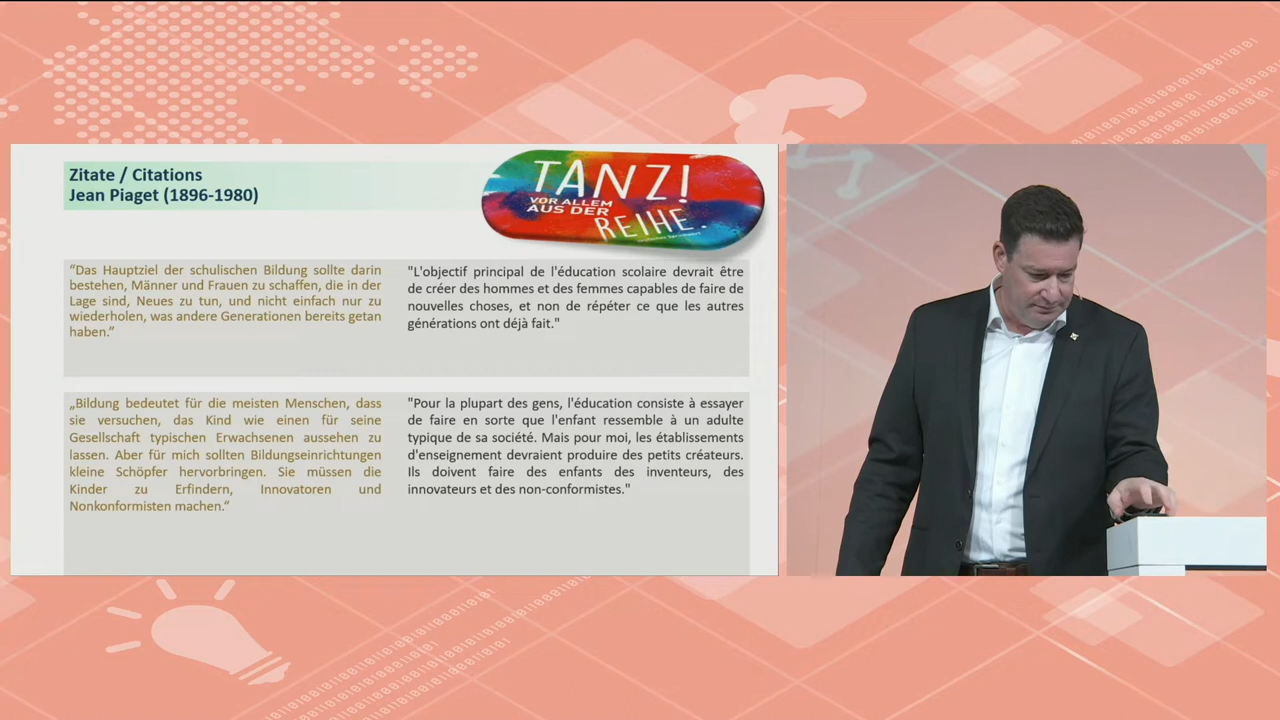 Zitate / Citations
Jean Piaget (1896-1980)
TANZ!
VOR ALLEM
AUS DER
REIHE.
“Das Hauptziel der schulischen Bildung sollte darin
bestehen, Männer und Frauen zu schaffen, die in der
Lage sind, Neues zu tun, und nicht einfach nur zu
wiederholen, was andere Generationen bereits getan
haben.”
"L'objectif principal de l'éducation scolaire devrait être
de créer des hommes et des femmes capables de faire de
nouvelles choses, et non de répéter ce que les autres
générations ont déjà fait."
„Bildung bedeutet für die meisten Menschen, dass
sie versuchen, das Kind wie einen für seine
Gesellschaft typischen Erwachsenen aussehen zu
lassen. Aber für mich sollten Bildungseinrichtungen
kleine Schöpfer hervorbringen. Sie müssen die
Kinder zu Erfindern, Innovatoren und
Nonkonformisten machen.“
"Pour la plupart des gens, l'éducation consiste à essayer
de faire en sorte que l'enfant ressemble à un adulte
typique de sa société. Mais pour moi, les établissements
d'enseignement devraient produire des petits créateurs.
Ils doivent faire des enfants des inventeurs, des
innovateurs et des non-conformistes."